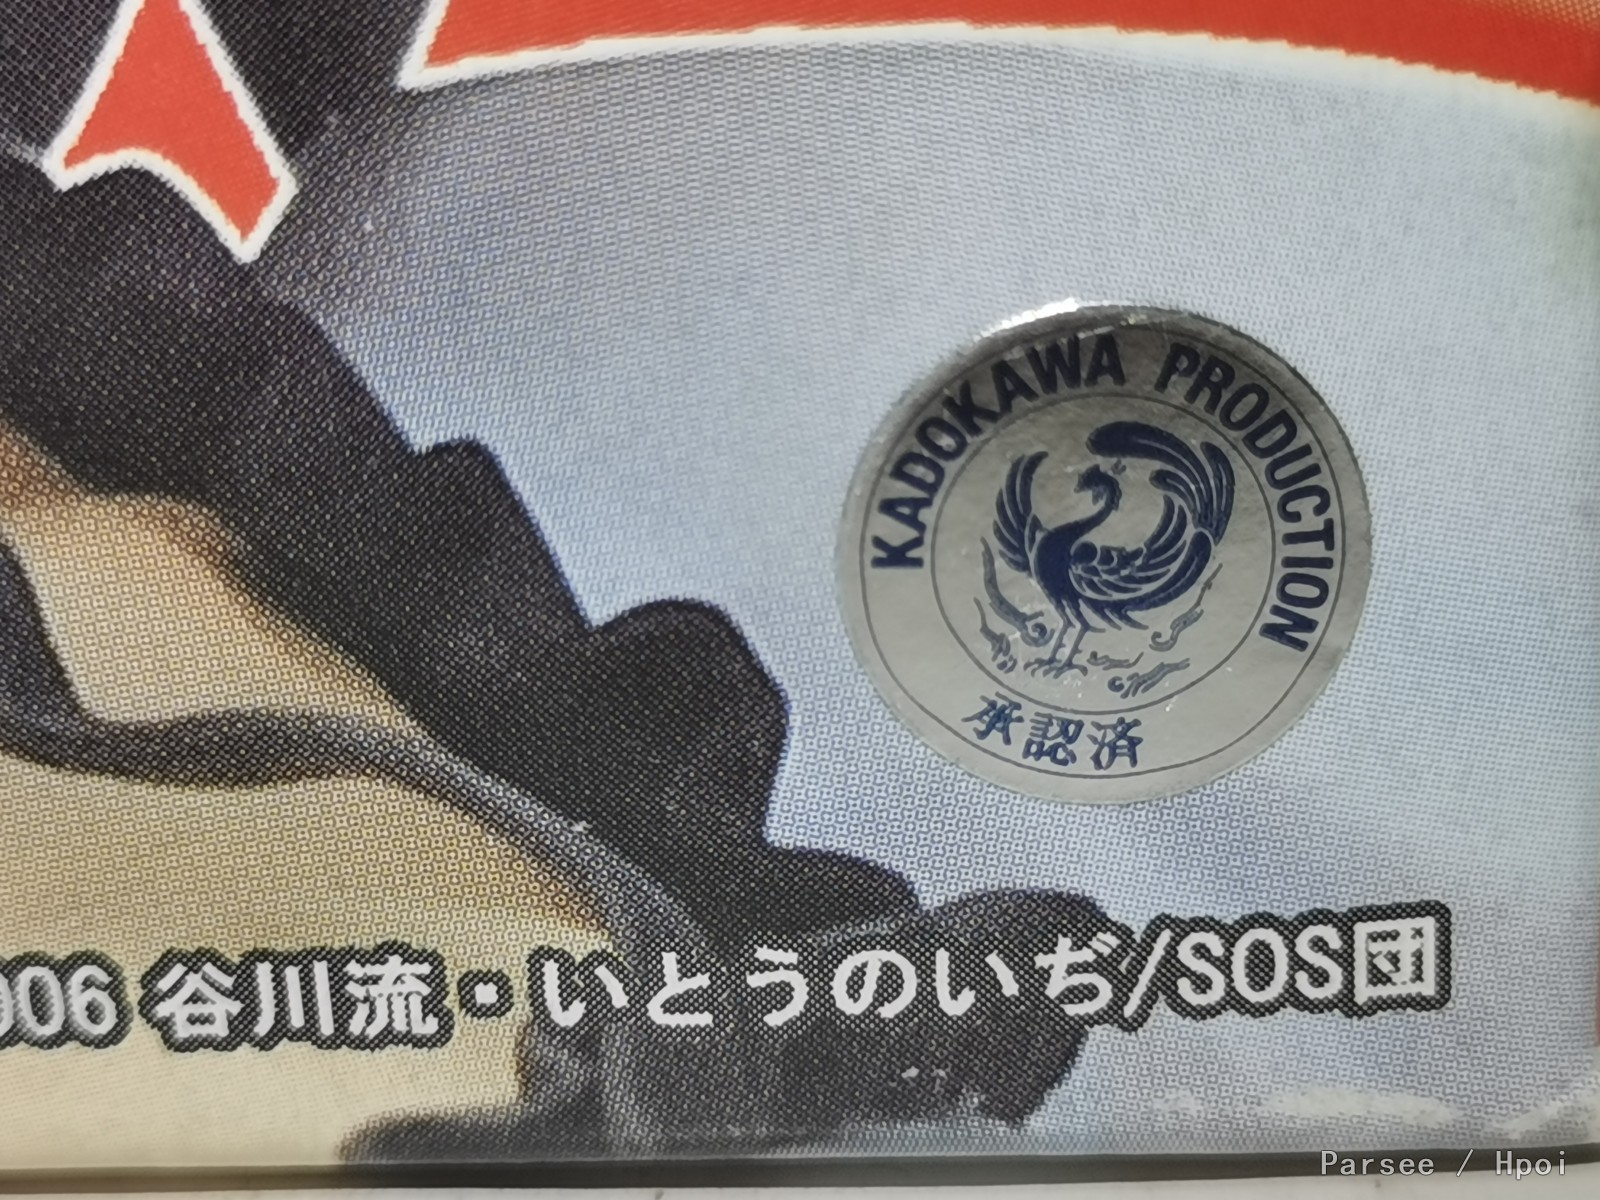 KADOKAWA PRODUCTION
承認済
006 谷川流・いとうのいぢ/SOS団
Parsee / Hpoi